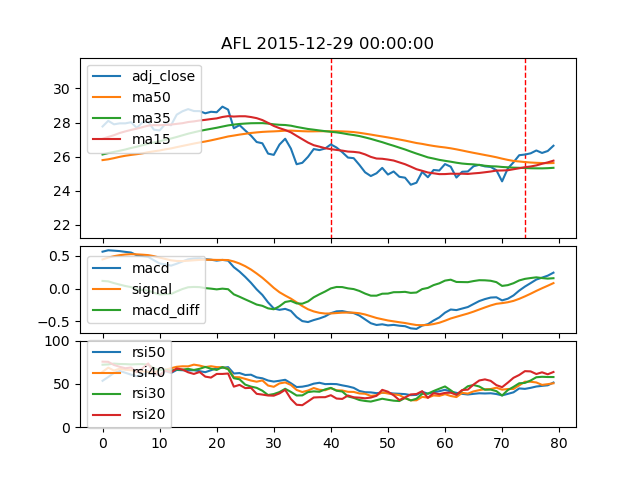 AFL 2015-12-29 00:00:00
adj_close
ma50
ma35
ma15
30
28
26
24
22
macd
signal
macd_diff
0.5
0.0
−0.5
rsi50
rsi40
rsi30
rsi20
100
50
0
0 10 20 30 40 50 60 70 80